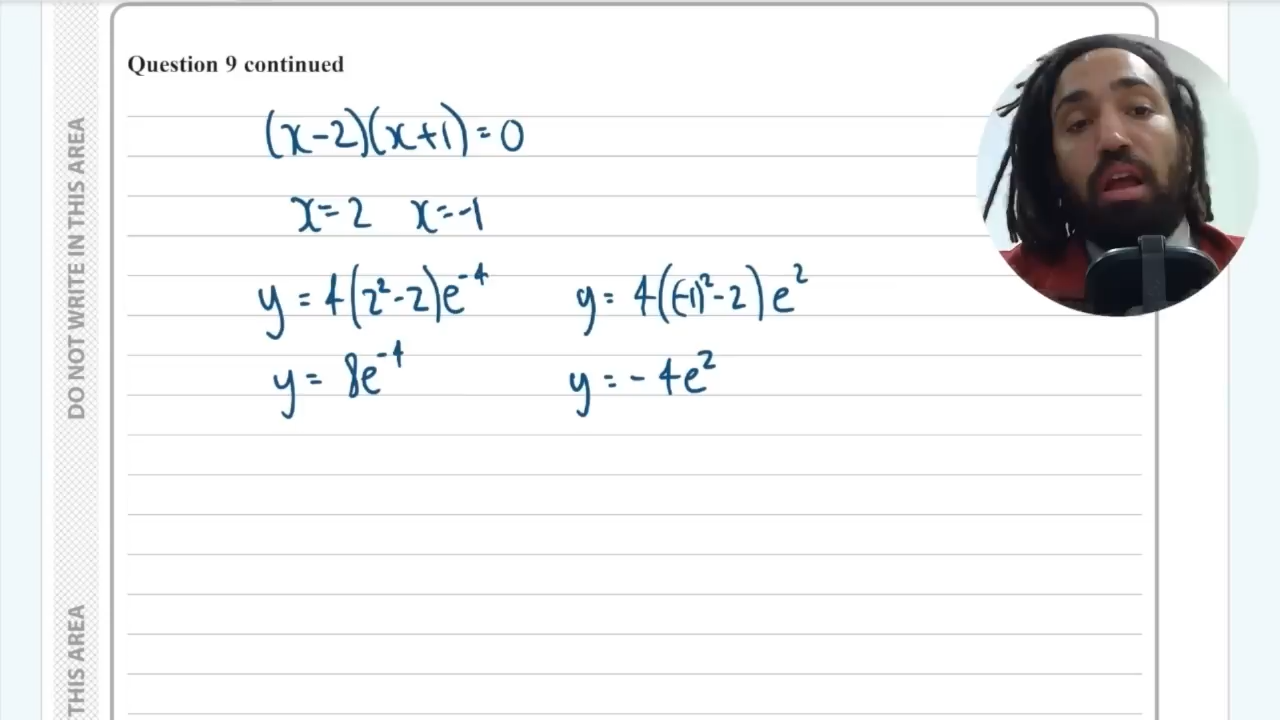 Question 9 continued
(x-2)(x+1)=0
x=2 x=-1
y = 4(2²-2)e⁻⁴ y = 4((-1)²-2)e²
y = 8e⁻⁴ y = -4e²
DO NOT WRITE IN THIS AREA
THIS AREA